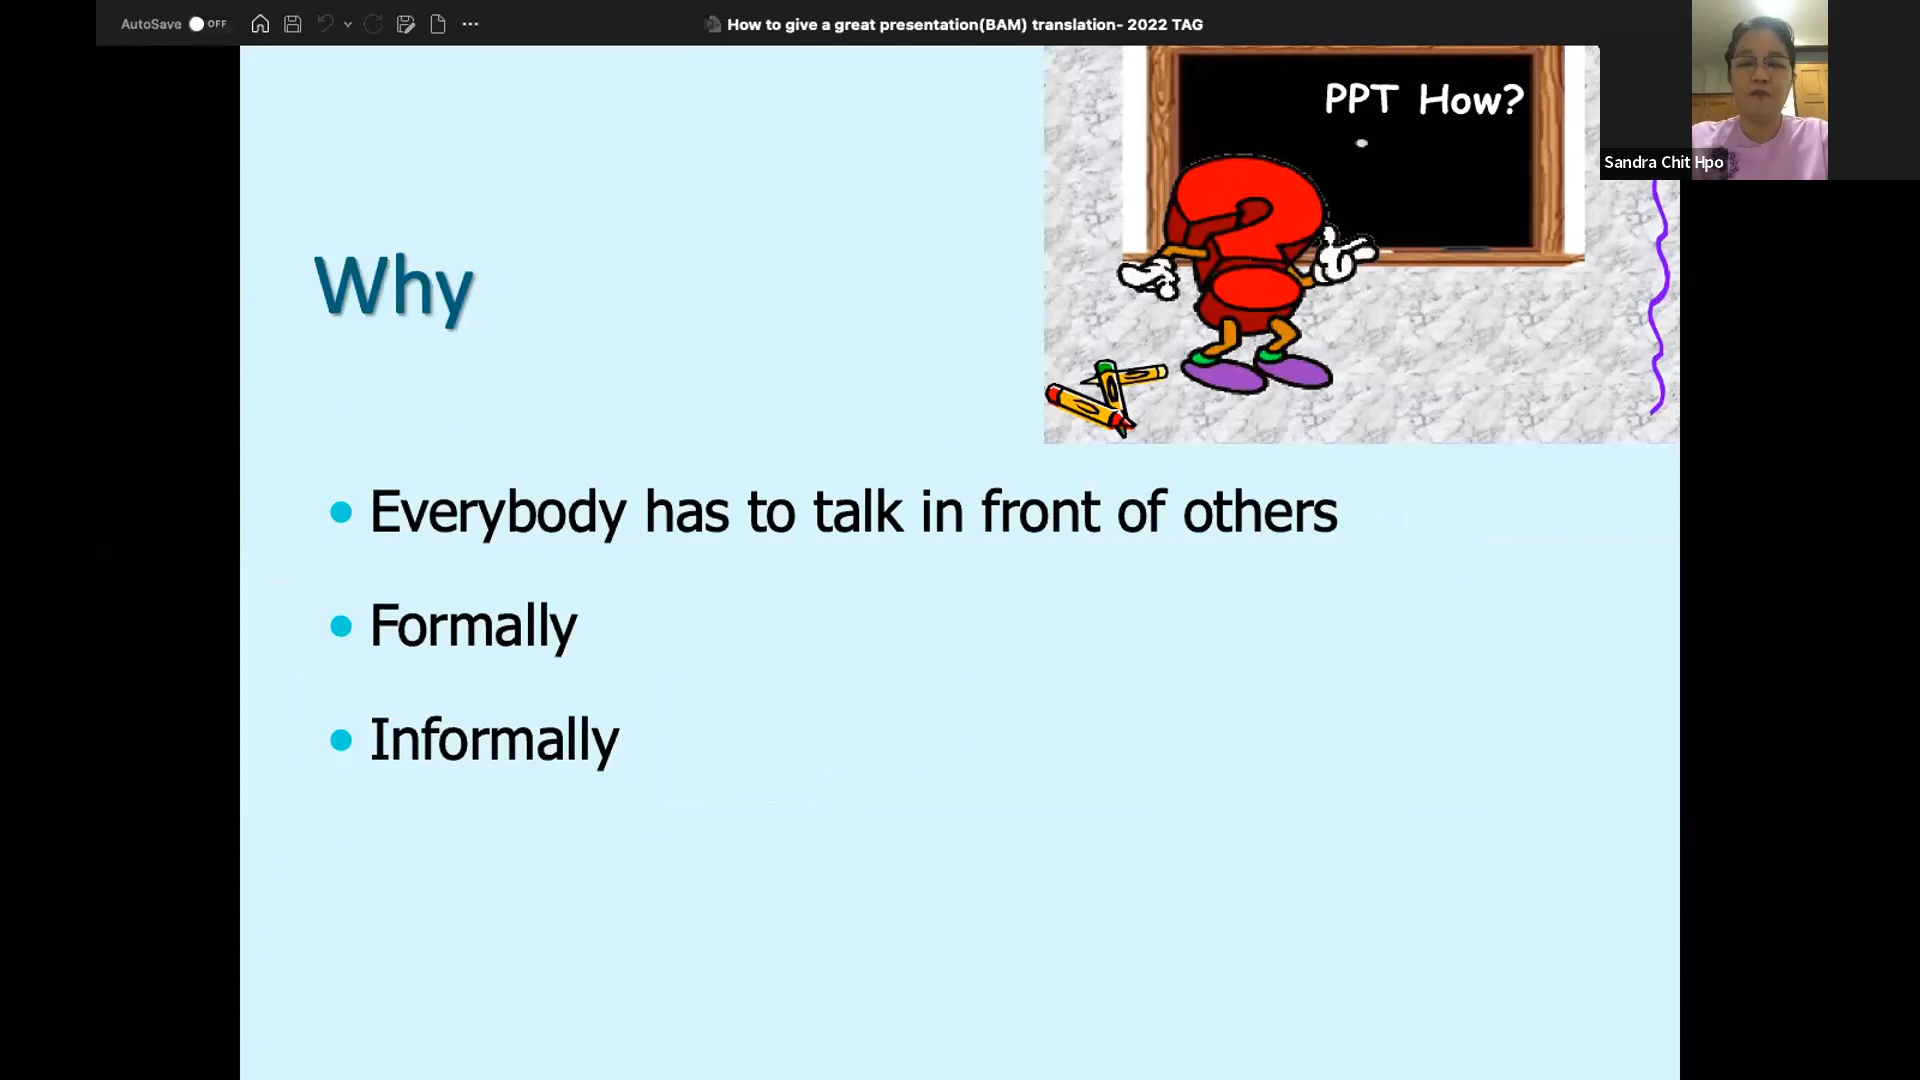 AutoSave OFF
How to give a great presentation(BAM) translation- 2022 TAG
PPT How?
Sandra Chit Hpo
Why
• Everybody has to talk in front of others
• Formally
• Informally